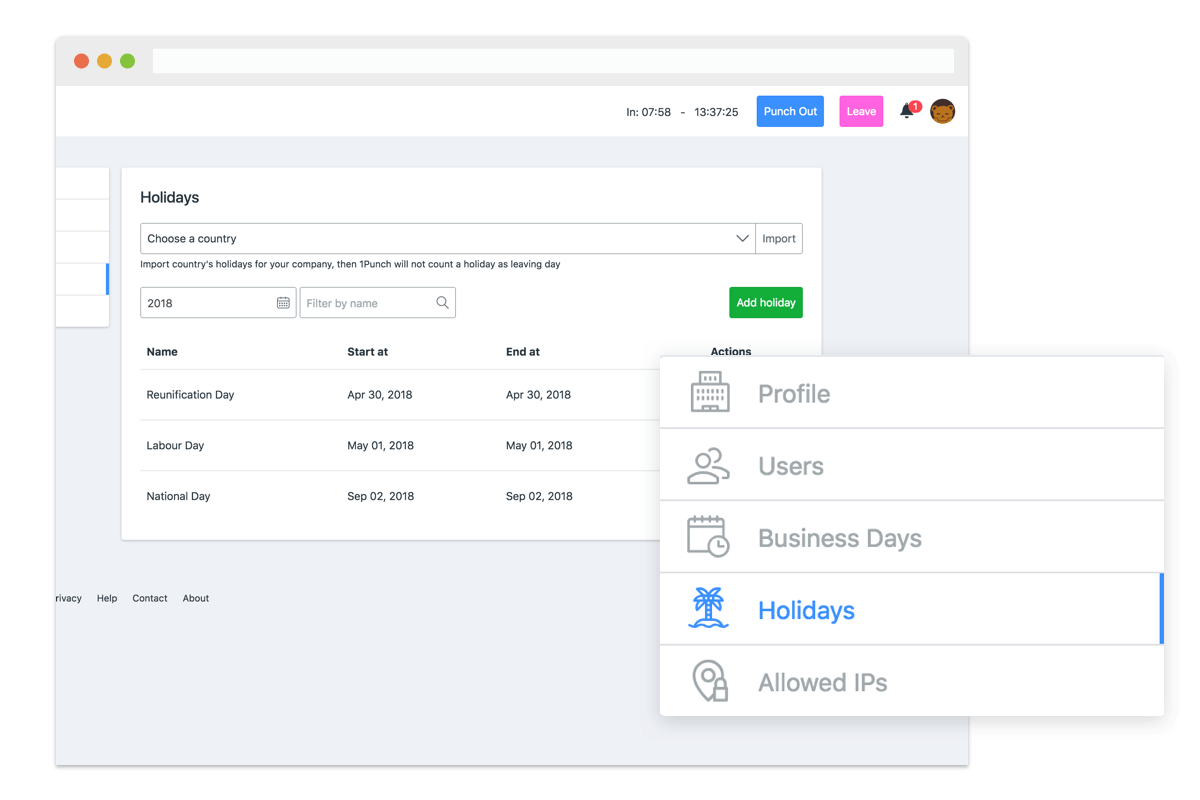 In: 07:58 - 13:37:25 Punch Out Leave 1
Holidays
Choose a country Import
Import country's holidays for your company, then 1Punch will not count a holiday as leaving day
2018 Filter by name Add holiday
Name Start at End at Actions
Reunification Day Apr 30, 2018 Apr 30, 2018
Labour Day May 01, 2018 May 01, 2018
National Day Sep 02, 2018 Sep 02, 2018
rivacy Help Contact About
Profile
Users
Business Days
Holidays
Allowed IPs